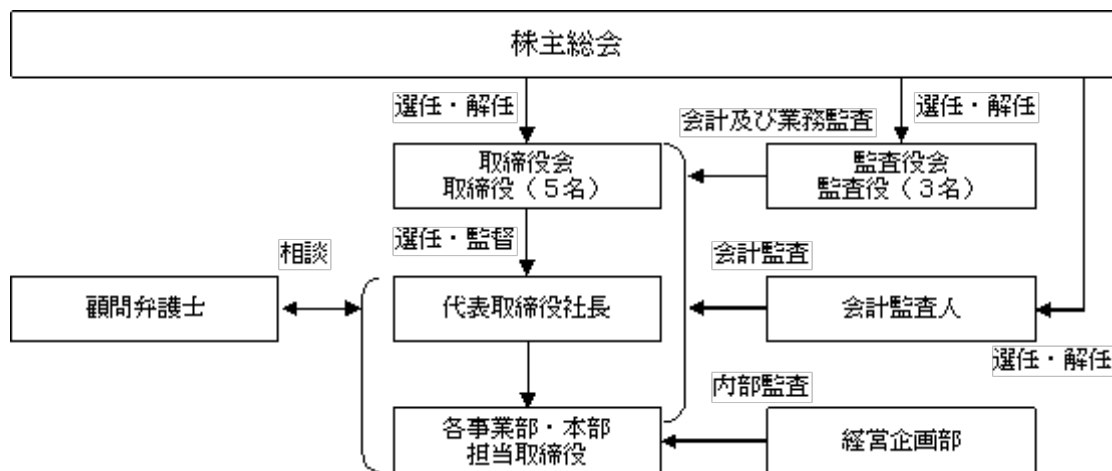 株主総会
選任・解任
選任・解任
会計及び業務監査
取締役会
取締役（５名）
監査役会
監査役（３名）
選任・監督
相談
会計監査
顧問弁護士
代表取締役社長
会計監査人
選任・解任
内部監査
各事業部・本部
担当取締役
経営企画部